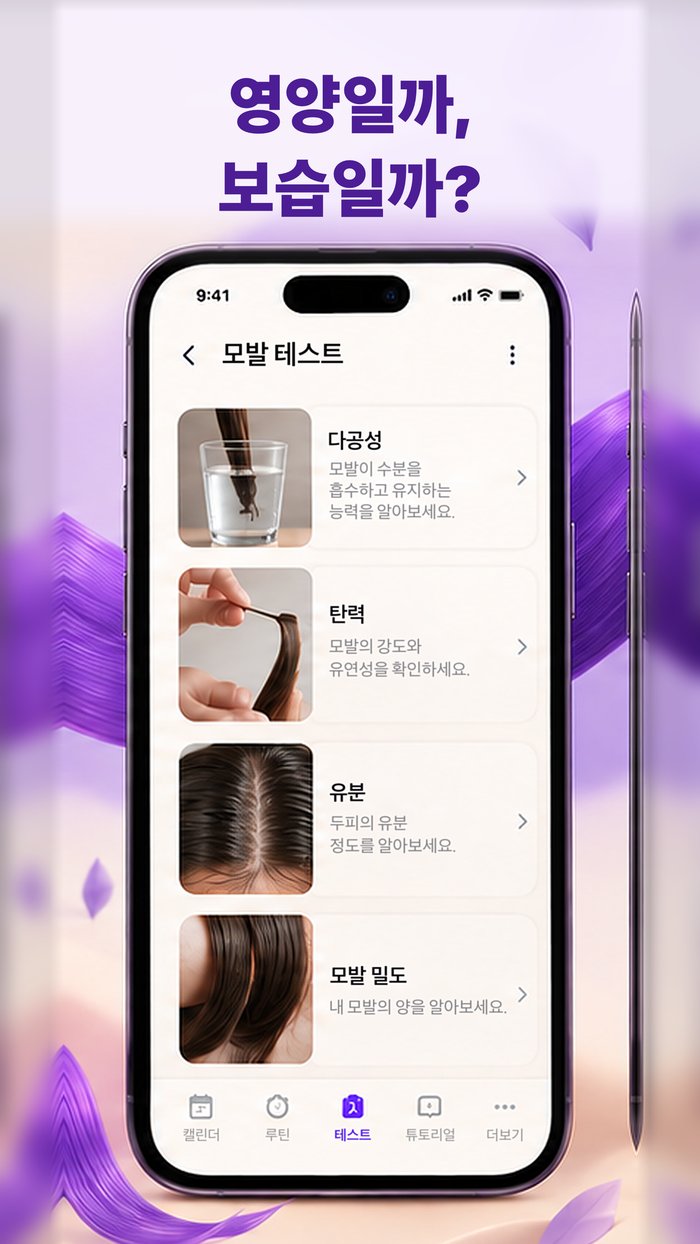 영양일까,
보습일까?
9:41
모발 테스트
다공성
모발이 수분을
흡수하고 유지하는
능력을 알아보세요.
탄력
모발의 강도와
유연성을 확인하세요.
유분
두피의 유분
정도를 알아보세요.
모발 밀도
내 모발의 양을 알아보세요.
캘린더
루틴
테스트
튜토리얼
더보기